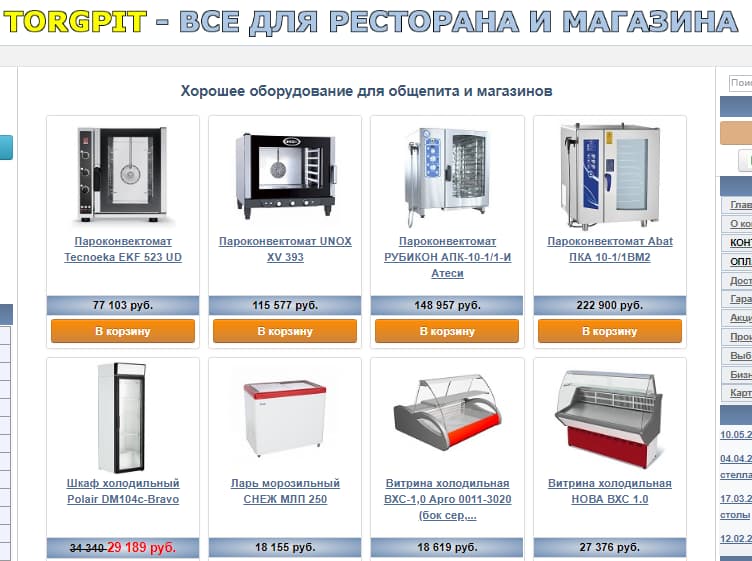 TORGPIT - ВСЕ ДЛЯ РЕСТОРАНА И МАГАЗИНА
Хорошее оборудование для общепита и магазинов
Пароконвектомат
Tecnoeka EKF 523 UD
77 103 руб.
В корзину
Пароконвектомат UNOX
XV 393
115 577 руб.
В корзину
Пароконвектомат
РУБИКОН АПК-10-1/1-И
Атеси
148 957 руб.
В корзину
Пароконвектомат Abat
ПКА 10-1/1ВМ2
222 900 руб.
В корзину
Шкаф холодильный
Polair DM104c-Bravo
34 340 29 189 руб.
Ларь морозильный
СНЕЖ МЛП 250
18 155 руб.
Витрина холодильная
ВХС-1,0 Арго 0011-3020
(бок сер,...
18 619 руб.
Витрина холодильная
НОВА ВХС 1.0
27 376 руб.
Поис
Глав
О ко
КОНТ
ОПЛ
Дост
Гара
Акци
Прои
Выб
Бизн
Карт
10.05.2
04.04.2
стелла
17.03.2
столы
12.02.2